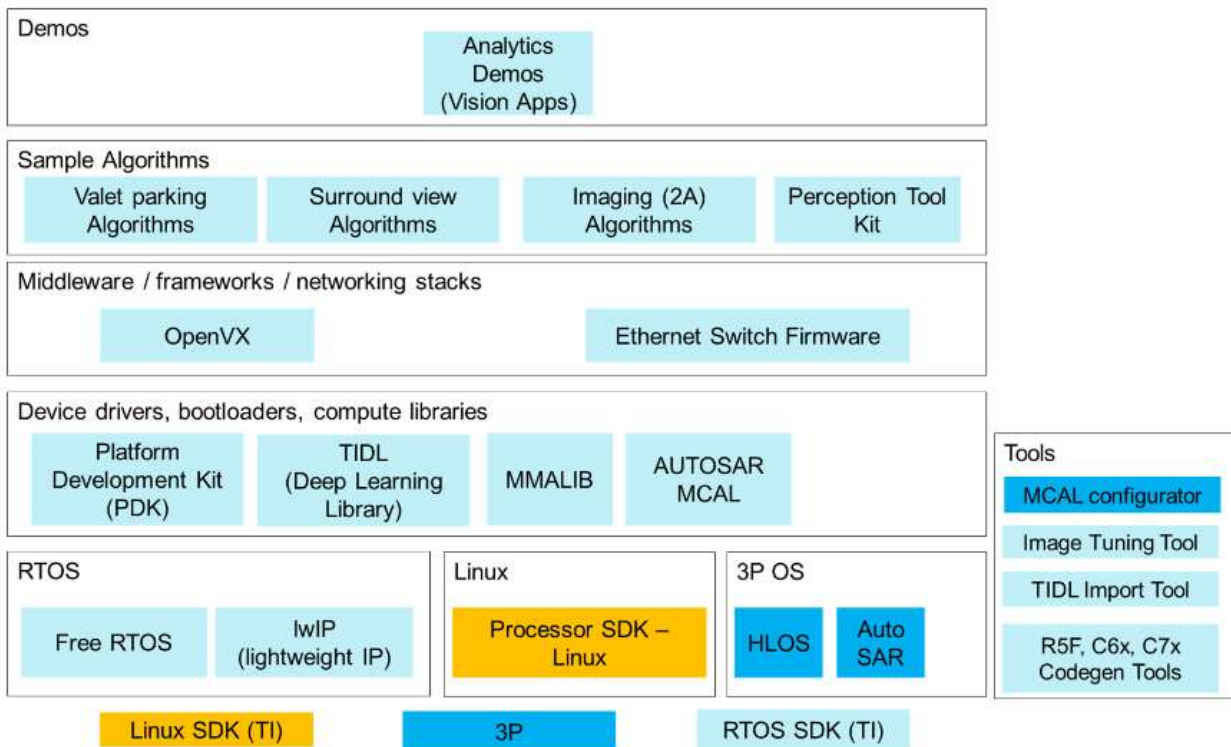 Demos
Analytics
Demos
(Vision Apps)
Sample Algorithms
Valet parking
Algorithms
Surround view
Algorithms
Imaging (2A)
Algorithms
Perception Tool
Kit
Middleware / frameworks / networking stacks
OpenVX
Ethernet Switch Firmware
Device drivers, bootloaders, compute libraries
Platform
Development Kit
(PDK)
TIDL
(Deep Learning
Library)
MMALIB
AUTOSAR
MCAL
RTOS
Free RTOS
lwIP
(lightweight IP)
Linux
Processor SDK –
Linux
3P OS
HLOS
Auto
SAR
Tools
MCAL configurator
Image Tuning Tool
TIDL Import Tool
R5F, C6x, C7x
Codegen Tools
Linux SDK (TI)
3P
RTOS SDK (TI)